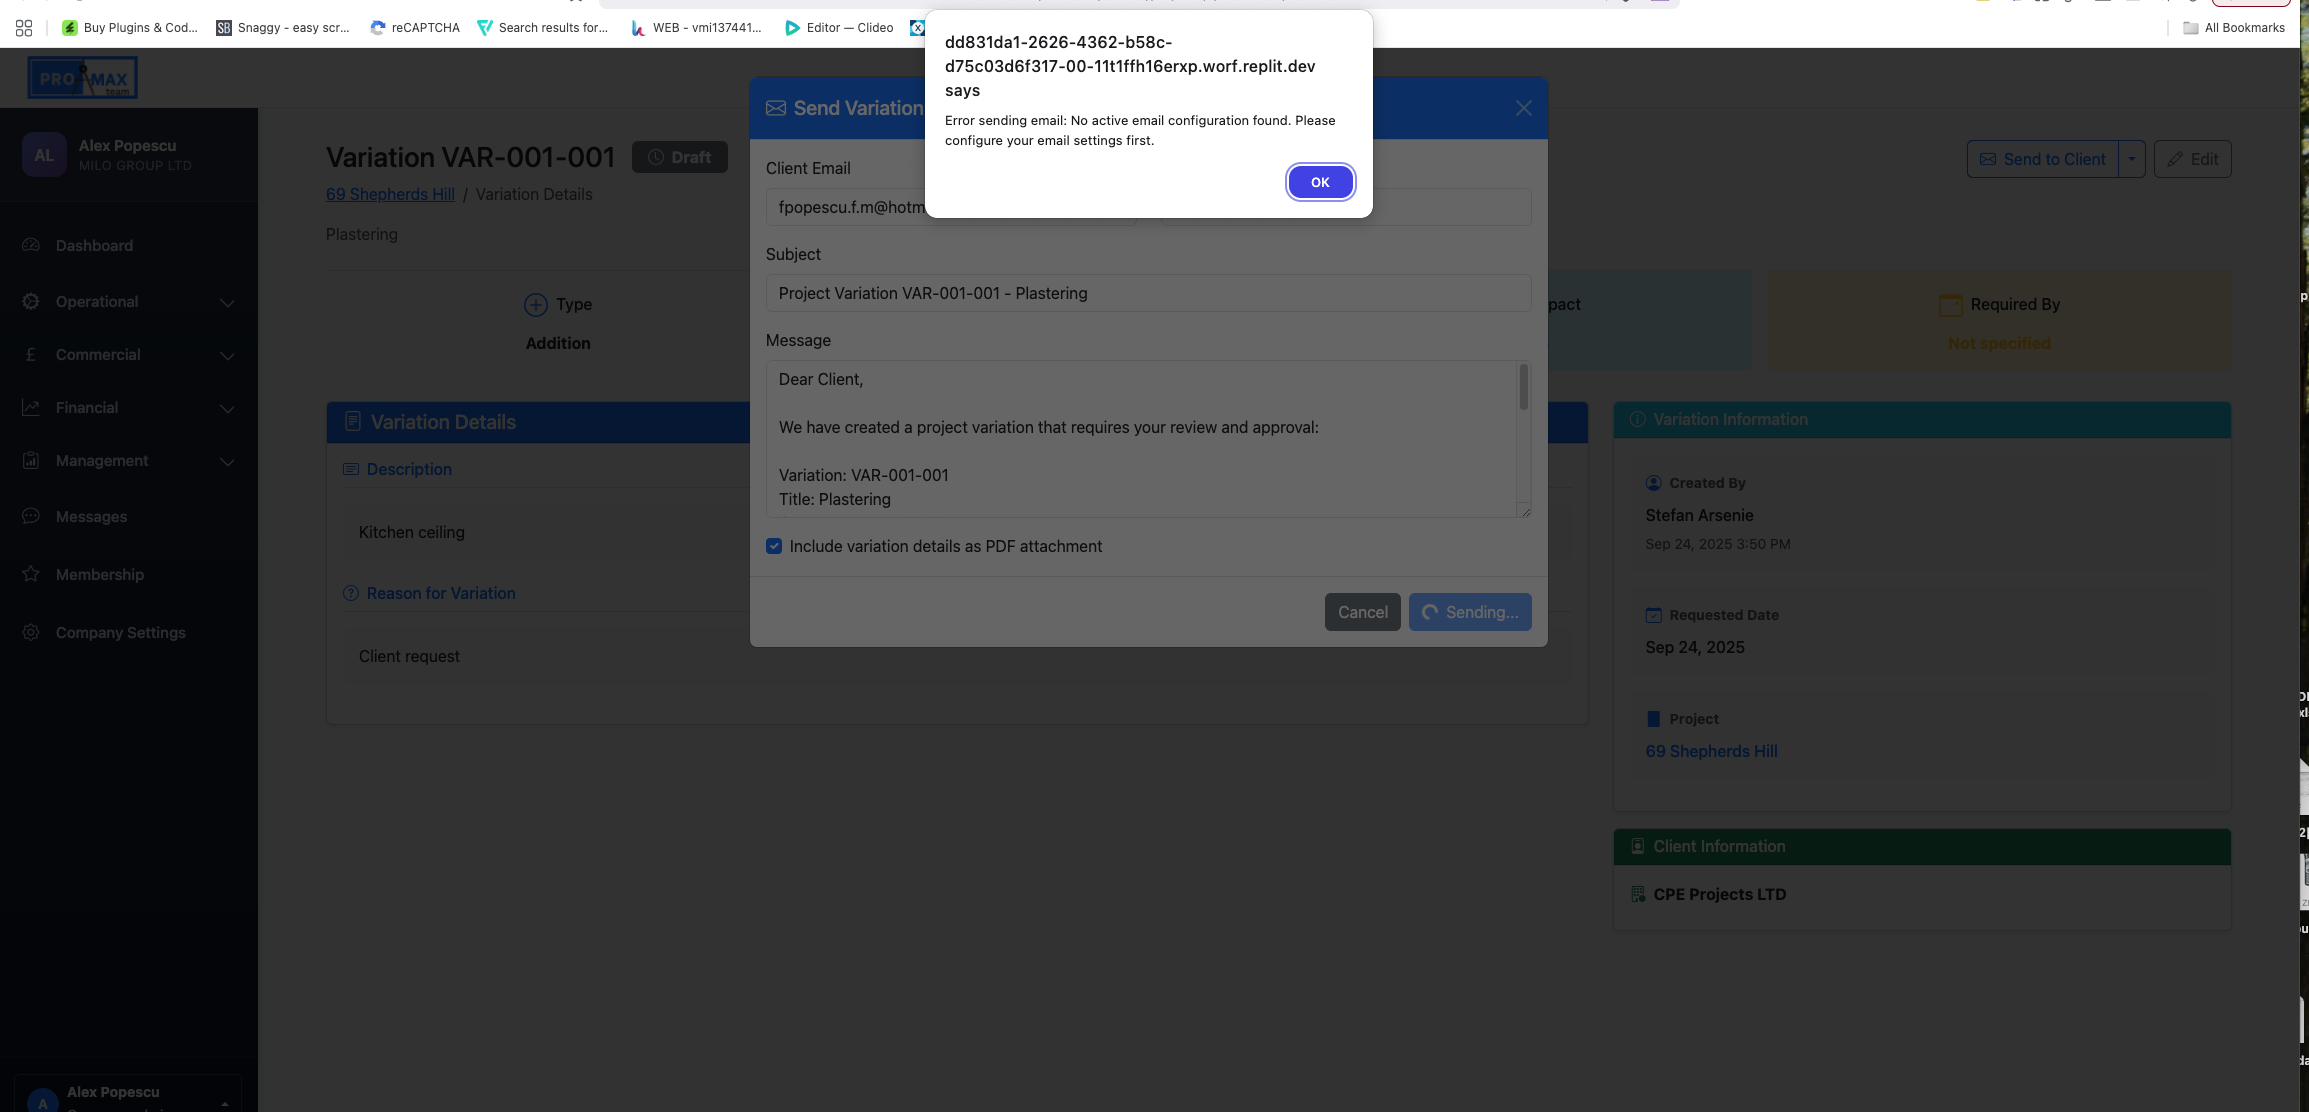 Buy Plugins & Cod...
Snaggy - easy scr...
reCAPTCHA
Search results for...
WEB - vmi137441...
Editor — Clideo
All Bookmarks
dd831da1-2626-4362-b58c-
d75c03d6f317-00-11t1ffh16erxp.worf.replit.dev
says
Error sending email: No active email configuration found. Please
configure your email settings first.
OK
PRO MAX
team
AL
Alex Popescu
MILO GROUP LTD
Dashboard
Operational
Commercial
Financial
Management
Messages
Membership
Company Settings
A
Alex Popescu
Variation VAR-001-001
Draft
69 Shepherds Hill / Variation Details
Plastering
Send to Client
Edit
Type
Addition
pact
Required By
Not specified
Variation Details
Description
Kitchen ceiling
Reason for Variation
Client request
Send Variation
Client Email
fpopescu.f.m@hotm
Subject
Project Variation VAR-001-001 - Plastering
Message
Dear Client,
We have created a project variation that requires your review and approval:
Variation: VAR-001-001
Title: Plastering
Include variation details as PDF attachment
Cancel
Sending...
Variation Information
Created By
Stefan Arsenie
Sep 24, 2025 3:50 PM
Requested Date
Sep 24, 2025
Project
69 Shepherds Hill
Client Information
CPE Projects LTD